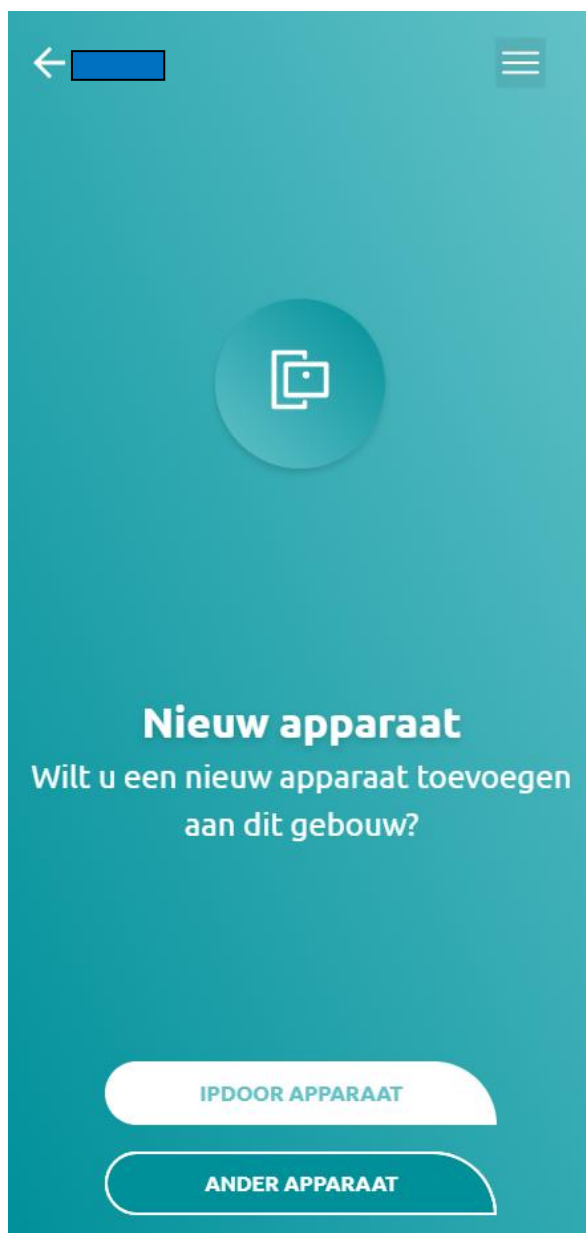 Nieuw apparaat
Wilt u een nieuw apparaat toevoegen
aan dit gebouw?
IPDOOR APPARAAT
ANDER APPARAAT